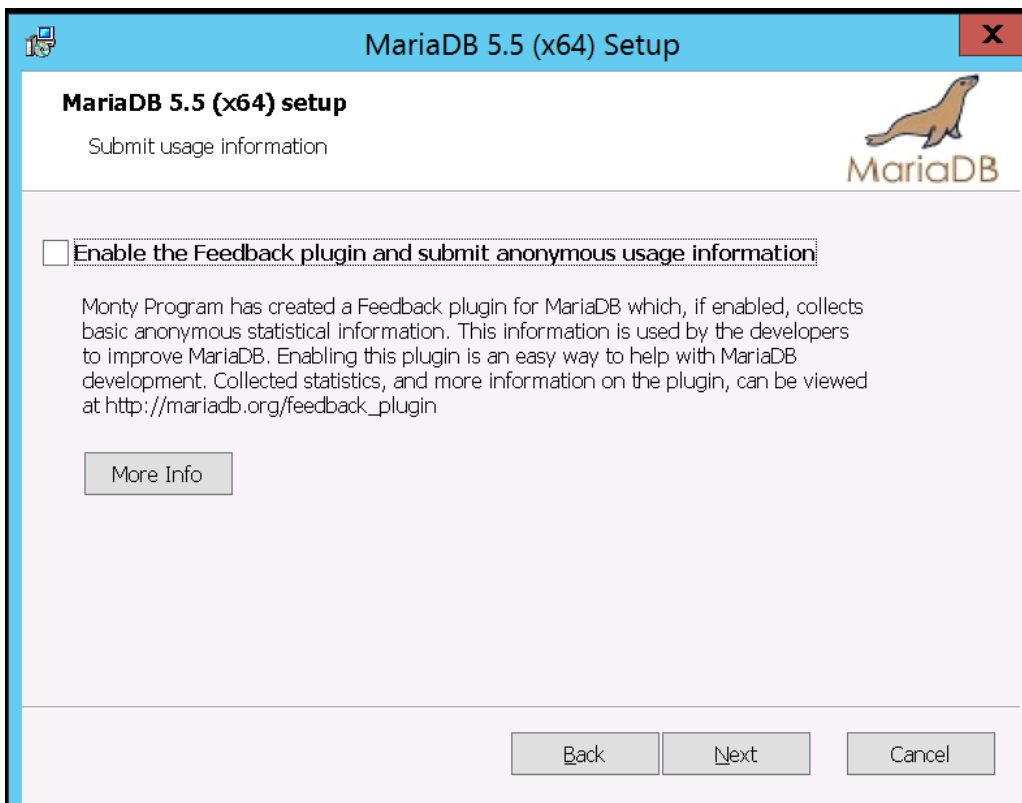 MariaDB 5.5 (x64) Setup
X
MariaDB 5.5 (x64) setup
Submit usage information
MariaDB
Enable the Feedback plugin and submit anonymous usage information
Monty Program has created a Feedback plugin for MariaDB which, if enabled, collects
basic anonymous statistical information. This information is used by the developers
to improve MariaDB. Enabling this plugin is an easy way to help with MariaDB
development. Collected statistics, and more information on the plugin, can be viewed
at http://mariadb.org/feedback_plugin
More Info
Back
Next
Cancel